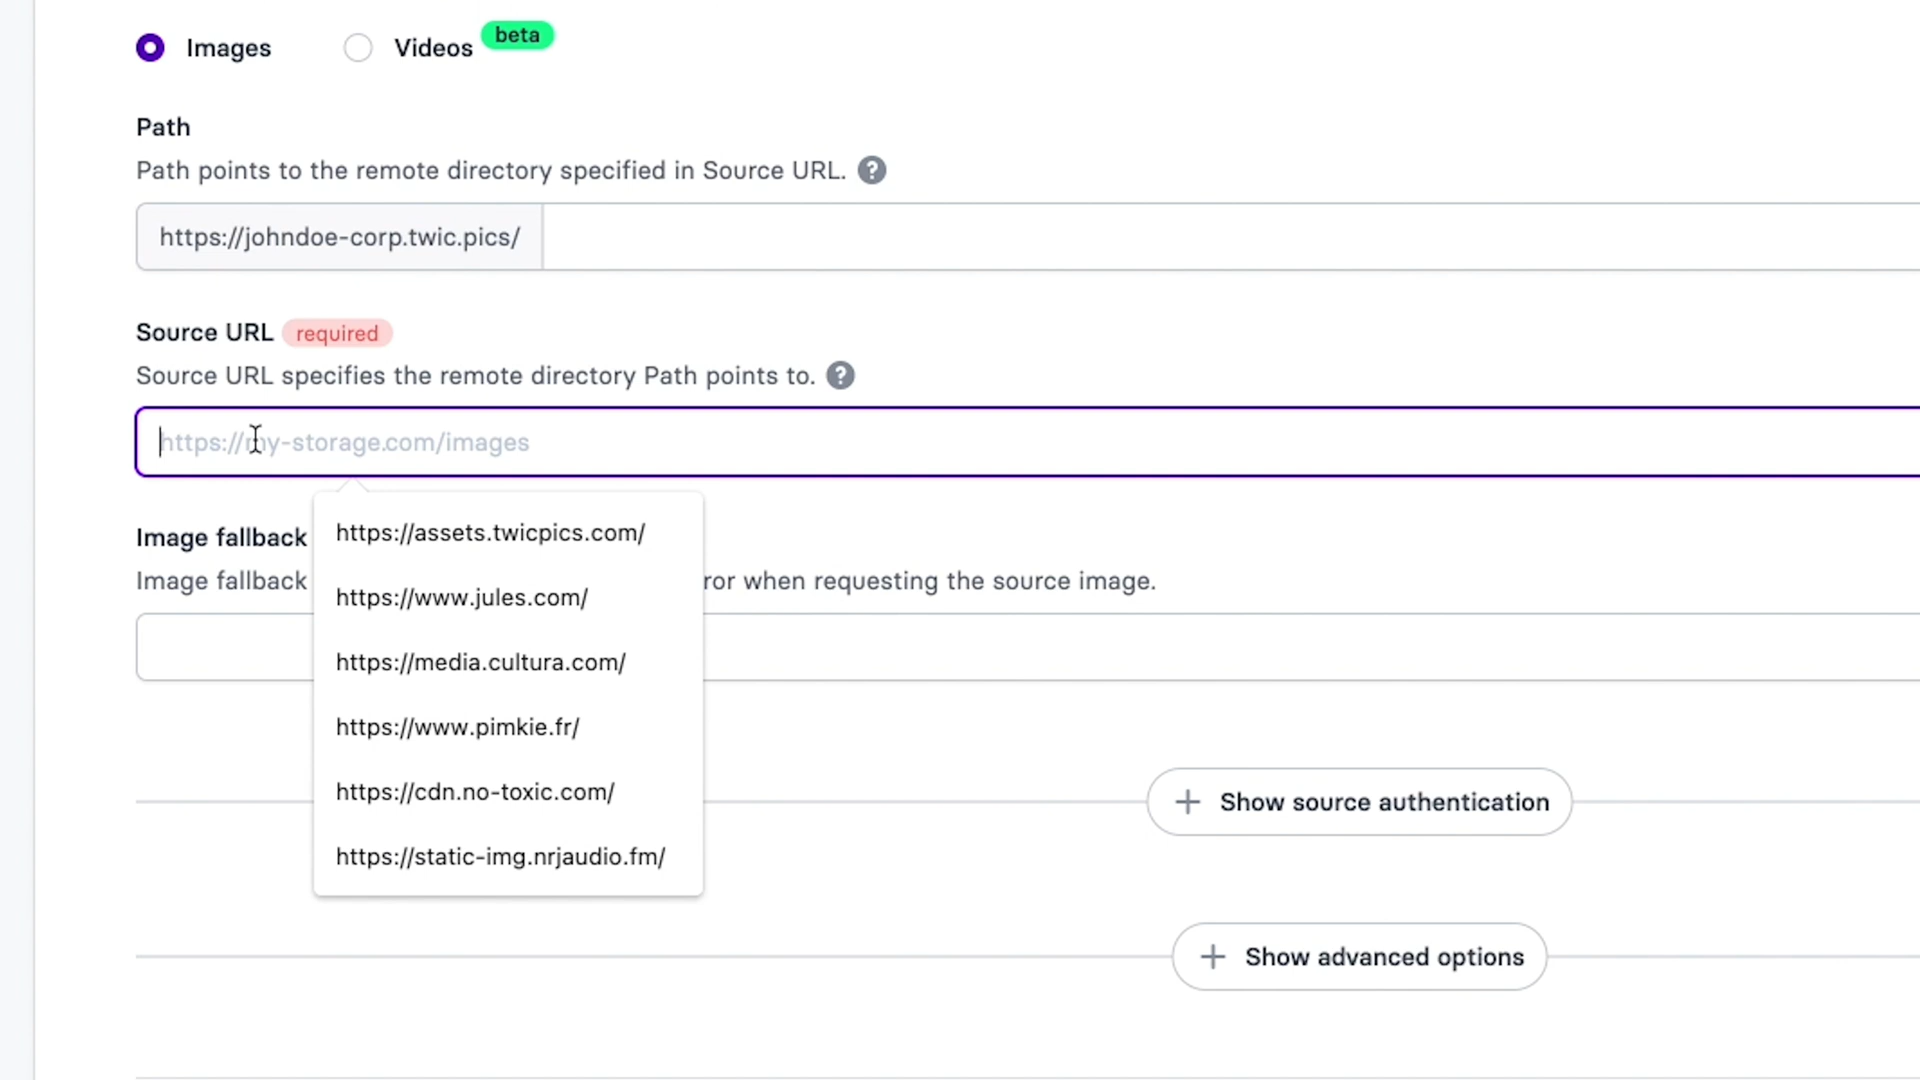 Images
Videos
beta
Path
Path points to the remote directory specified in Source URL. ?
https://johndoe-corp.twic.pics/
Source URL required
Source URL specifies the remote directory Path points to. ?
https://my-storage.com/images
https://assets.twicpics.com/
Image fallback
https://www.jules.com/
Image fallback
ror when requesting the source image.
https://media.cultura.com/
https://www.pimkie.fr/
https://cdn.no-toxic.com/
https://static-img.nrjaudio.fm/
+ Show source authentication
+ Show advanced options